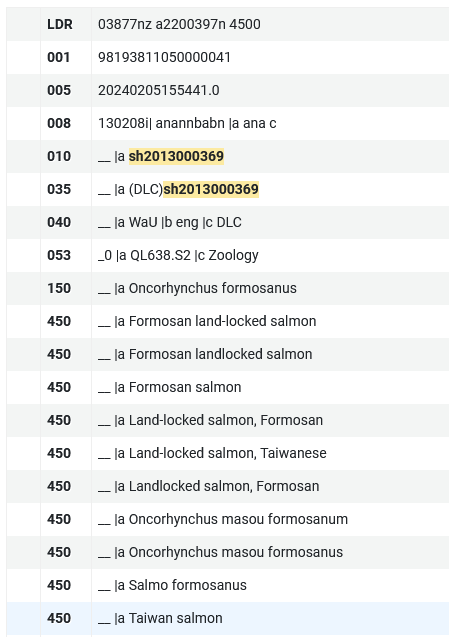 LDR 03877nz a2200397n 4500
001 98193811050000041
005 20240205155441.0
008 130208i| anannbabn |a ana c
010 __ |a sh2013000369
035 __ |a (DLC)sh2013000369
040 __ |a WaU |b eng |c DLC
053 _0 |a QL638.S2 |c Zoology
150 __ |a Oncorhynchus formosanus
450 __ |a Formosan land-locked salmon
450 __ |a Formosan landlocked salmon
450 __ |a Formosan salmon
450 __ |a Land-locked salmon, Formosan
450 __ |a Land-locked salmon, Taiwanese
450 __ |a Landlocked salmon, Formosan
450 __ |a Oncorhynchus masou formosanum
450 __ |a Oncorhynchus masou formosanus
450 __ |a Salmo formosanus
450 __ |a Taiwan salmon